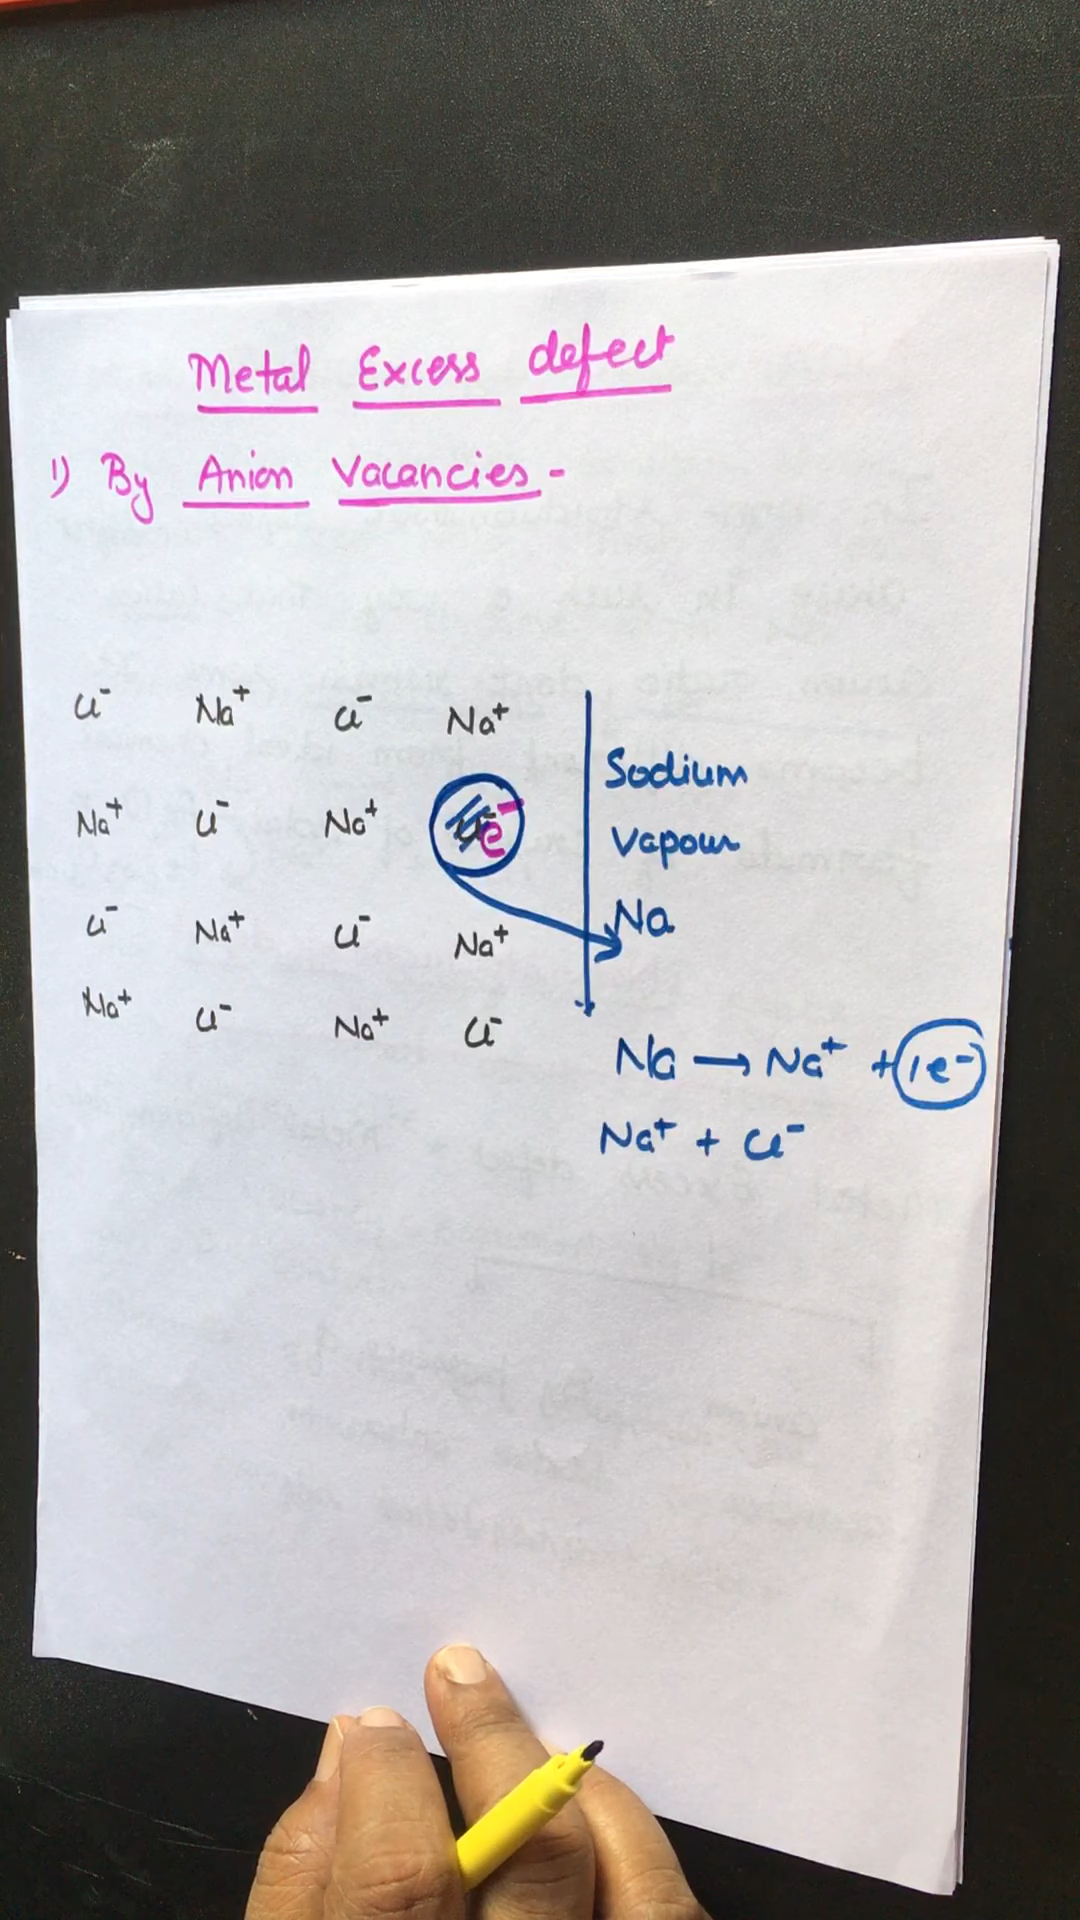 Metal Excess defect
1) By Anion Vacancies -
Cl⁻ Na⁺ Cl⁻ Na⁺
Na⁺ Cl⁻ Na⁺ e⁻
Cl⁻ Na⁺ Cl⁻ Na⁺
Na⁺ Cl⁻ Na⁺ Cl⁻
Sodium
Vapour
Na
Na → Na⁺ + 1e⁻
Na⁺ + Cl⁻